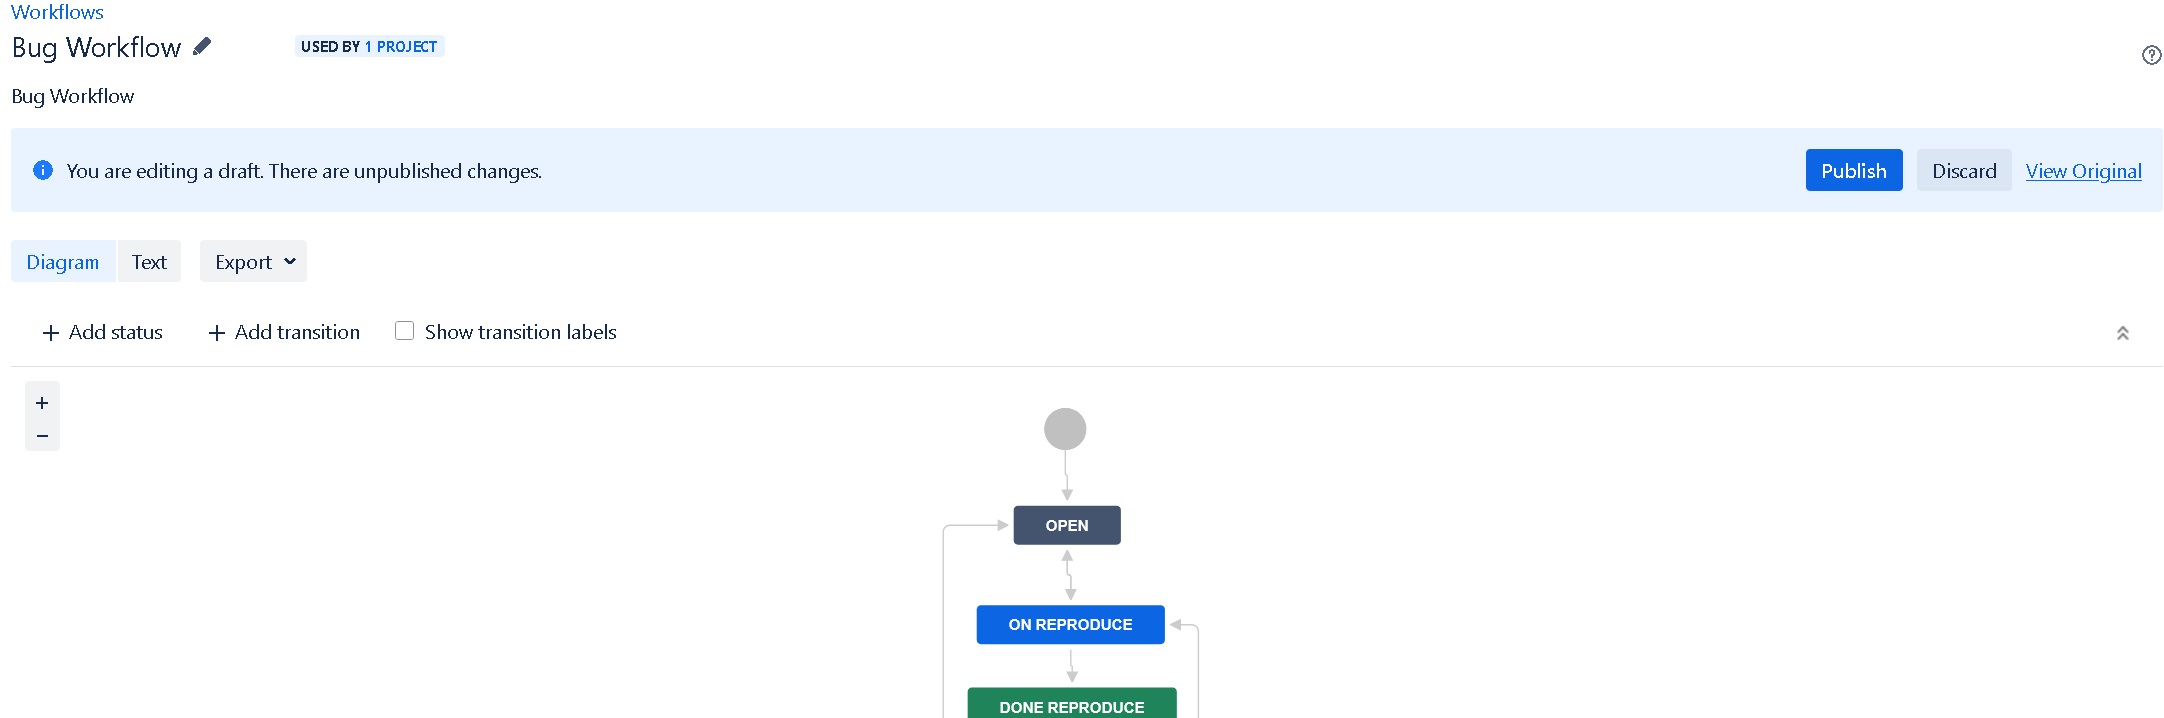 Workflows
Bug Workflow
USED BY 1 PROJECT
Bug Workflow
You are editing a draft. There are unpublished changes.
Publish
Discard
View Original
Diagram
Text
Export
+ Add status
+ Add transition
Show transition labels
+
−
OPEN
ON REPRODUCE
DONE REPRODUCE